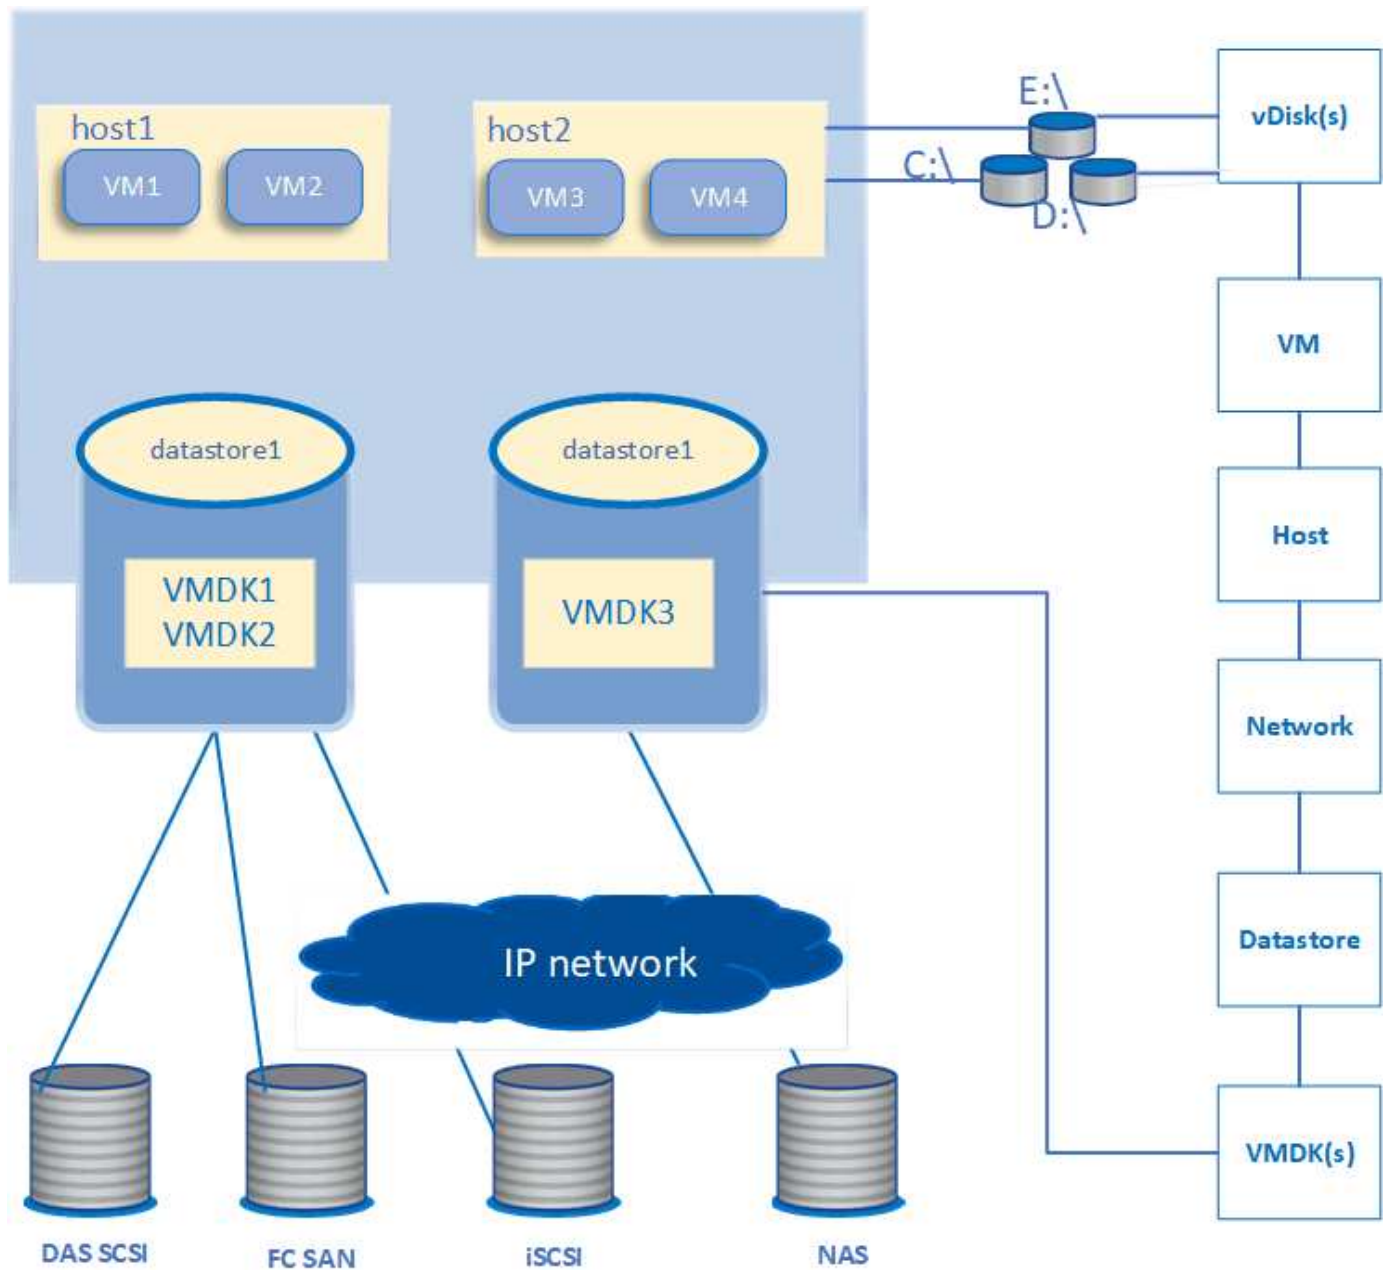 E:\
vDisk(s)
host1
host2
VM1
VM2
VM3
VM4
C:\
D:\
VM
datastore1
datastore1
Host
VMDK1
VMDK2
VMDK3
Network
IP network
Datastore
VMDK(s)
DAS SCSI
FC SAN
iSCSI
NAS